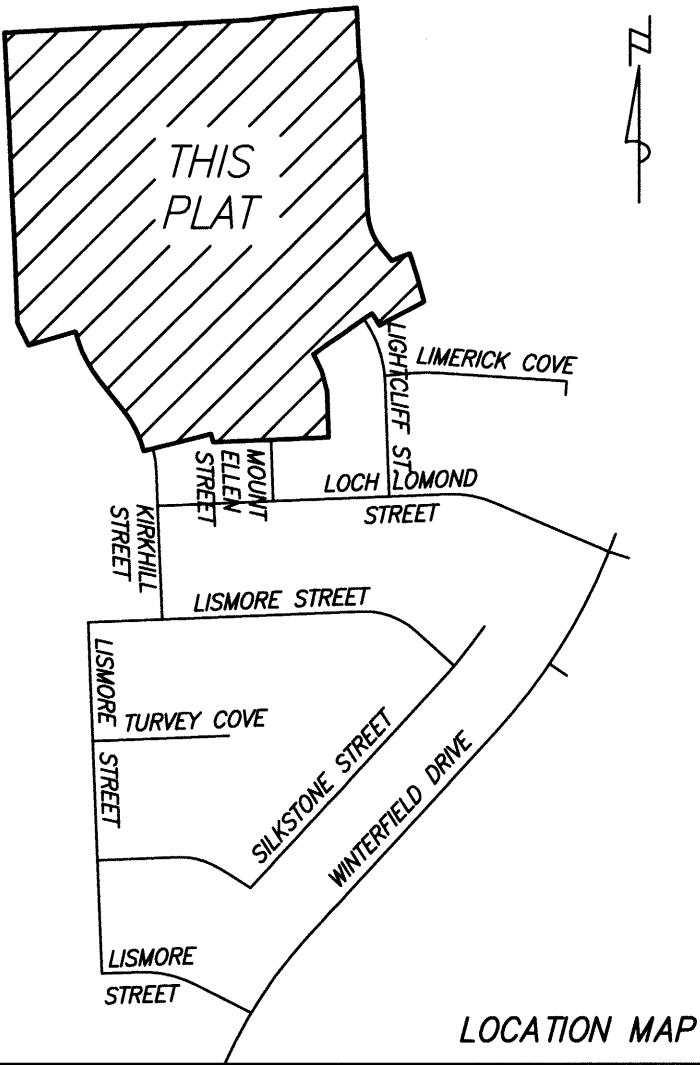 THIS
PLAT
N
LIGHTCLIFF ST.
LIMERICK COVE
MOUNT
ELLEN
STREET
LOCH LOMOND
STREET
KIRKHILL
STREET
LISMORE STREET
LISMORE
STREET
TURVEY COVE
SILKSTONE STREET
WINTERFIELD DRIVE
LISMORE
STREET
LOCATION MAP